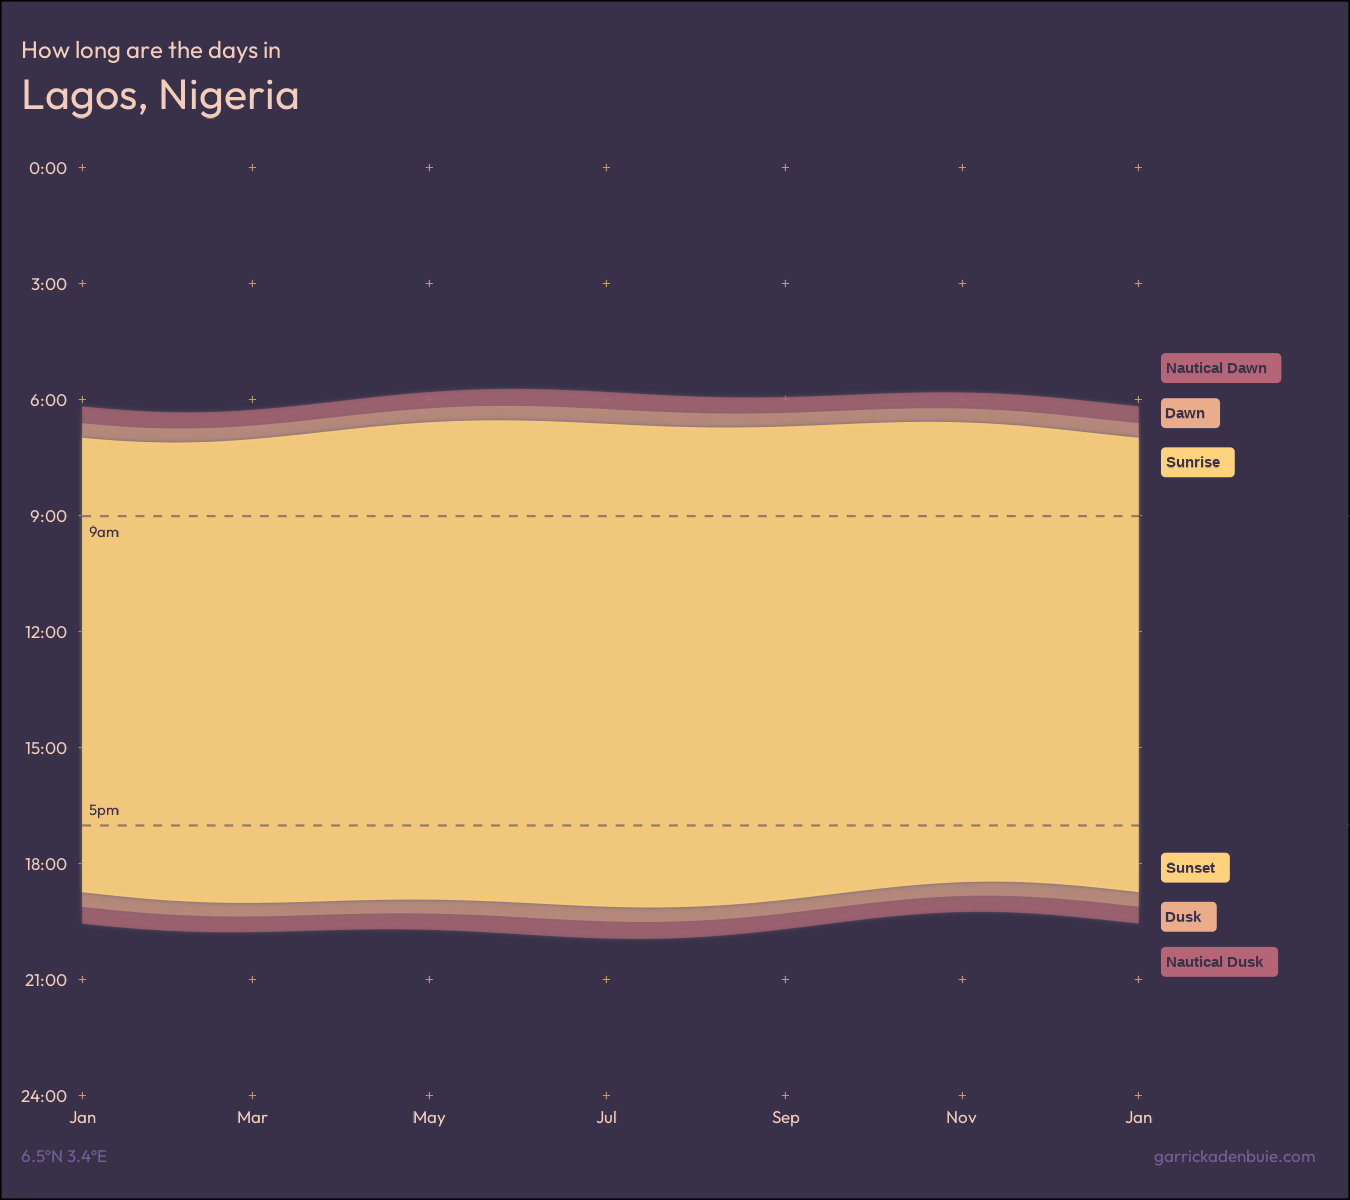 How long are the days in
Lagos, Nigeria
0:00
3:00
Nautical Dawn
6:00
Dawn
Sunrise
9:00
9am
12:00
15:00
5pm
18:00
Sunset
Dusk
Nautical Dusk
21:00
24:00
Jan Mar May Jul Sep Nov Jan
6.5°N 3.4°E
garrickadenbuie.com